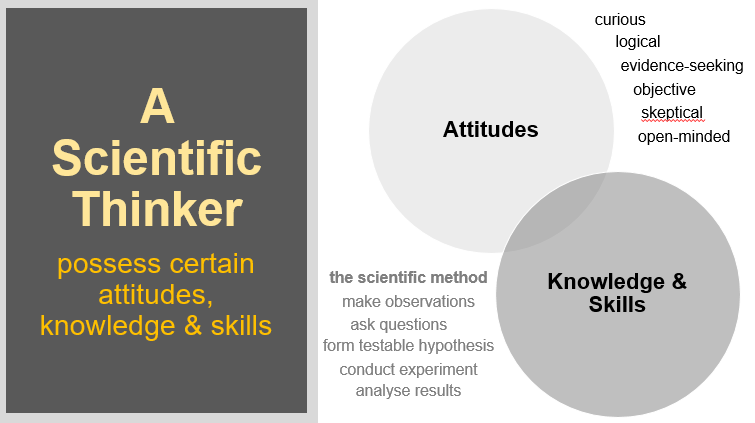 A
Scientific
Thinker
possess certain
attitudes,
knowledge & skills
Attitudes
curious
logical
evidence-seeking
objective
skeptical
open-minded
Knowledge &
Skills
the scientific method
make observations
ask questions
form testable hypothesis
conduct experiment
analyse results